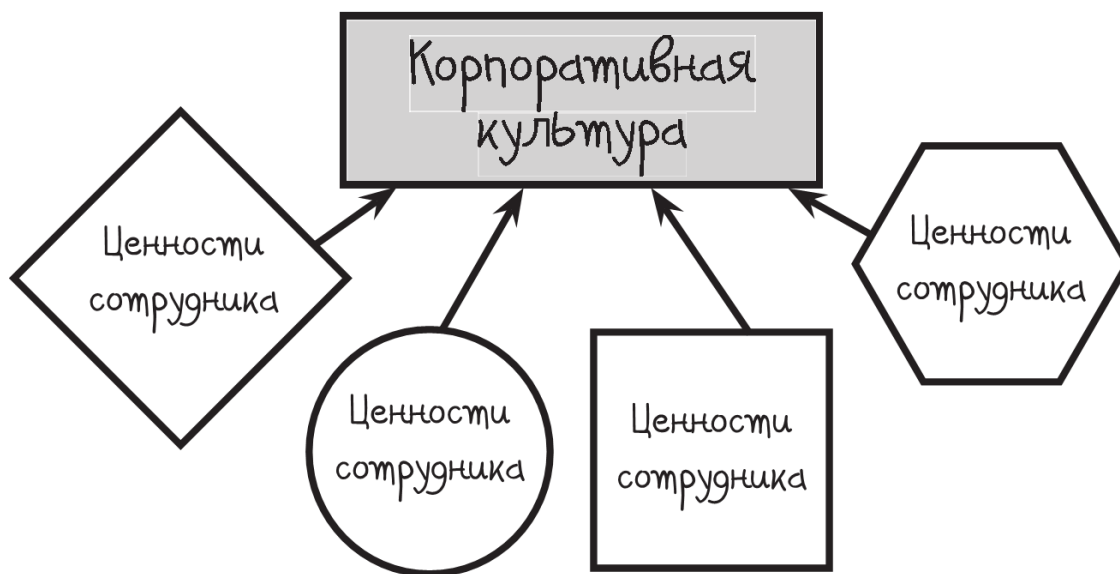 Корпоративная
культура
Ценности
сотрудника
Ценности
сотрудника
Ценности
сотрудника
Ценности
сотрудника